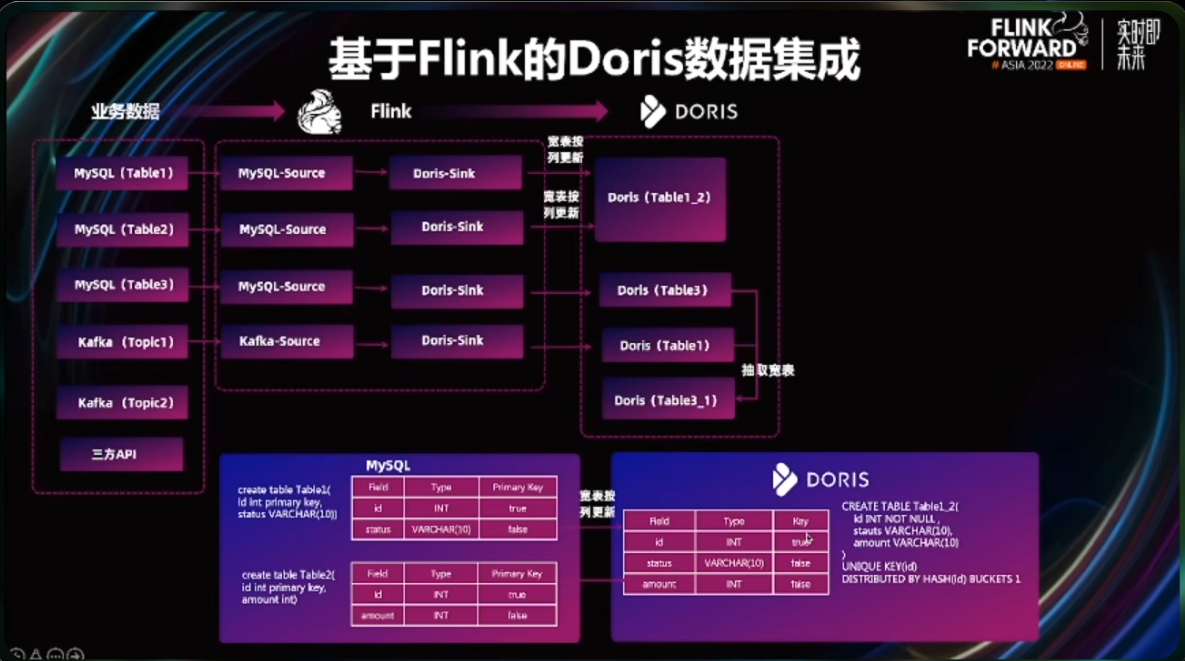 FLINK
FORWARD
# ASIA 2022 ONLINE
实时即
未来
基于Flink的Doris数据集成
业务数据
Flink
DORIS
MySQL（Table1）
MySQL（Table2）
MySQL（Table3）
Kafka （Topic1）
Kafka （Topic2）
三方API
MySQL-Source
Doris-Sink
MySQL-Source
Doris-Sink
MySQL-Source
Doris-Sink
Kafka-Source
Doris-Sink
宽表按
列更新
宽表按
列更新
Doris（Table1_2）
Doris（Table3）
Doris（Table1）
Doris（Table3_1）
抽取宽表
MySQL
create table Table1(
id int primary key,
status VARCHAR(10))
Field Type Primary Key
id INT true
status VARCHAR(10) false
create table Table2(
id int primary key,
amount int)
Field Type Primary Key
id INT true
amount INT false
宽表按
列更新
DORIS
Field Type Key
id INT true
status VARCHAR(10) false
amount INT false
CREATE TABLE Table1_2(
id INT NOT NULL ,
stauts VARCHAR(10),
amount VARCHAR(10)
)
UNIQUE KEY(id)
DISTRIBUTED BY HASH(id) BUCKETS 1